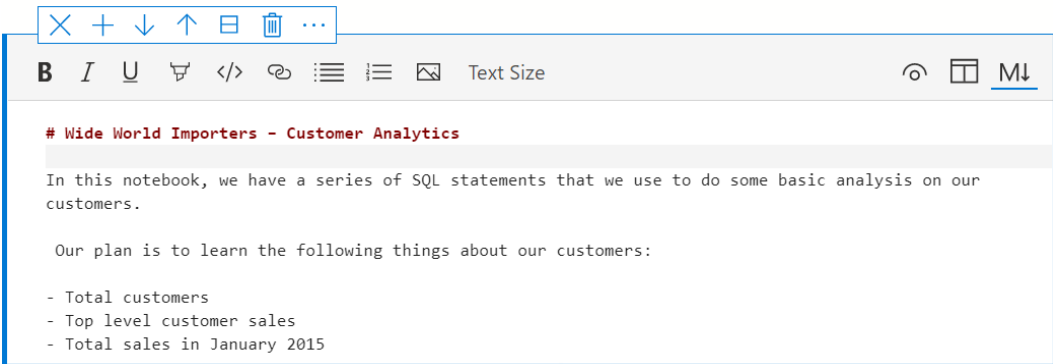 B I U </> Text Size M↓
# Wide World Importers – Customer Analytics
In this notebook, we have a series of SQL statements that we use to do some basic analysis on our
customers.
Our plan is to learn the following things about our customers:
- Total customers
- Top level customer sales
- Total sales in January 2015